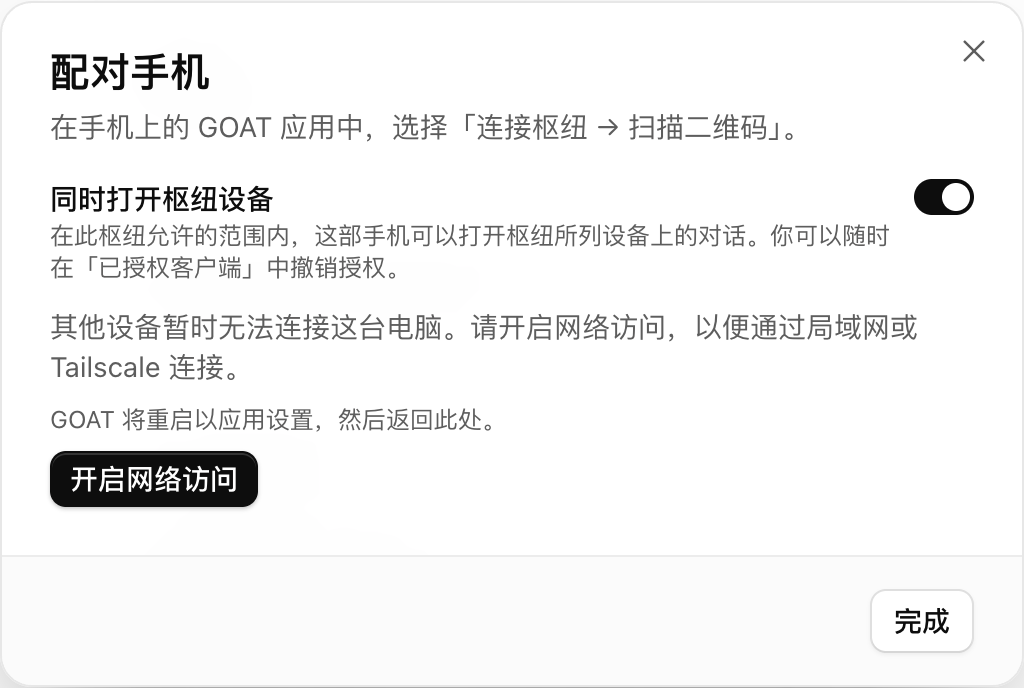 配对手机
在手机上的 GOAT 应用中，选择「连接枢纽 → 扫描二维码」。
同时打开枢纽设备
在此枢纽允许的范围内，这部手机可以打开枢纽所列设备上的对话。你可以随时
在「已授权客户端」中撤销授权。
其他设备暂时无法连接这台电脑。请开启网络访问，以便通过局域网或
Tailscale 连接。
GOAT 将重启以应用设置，然后返回此处。
开启网络访问
完成